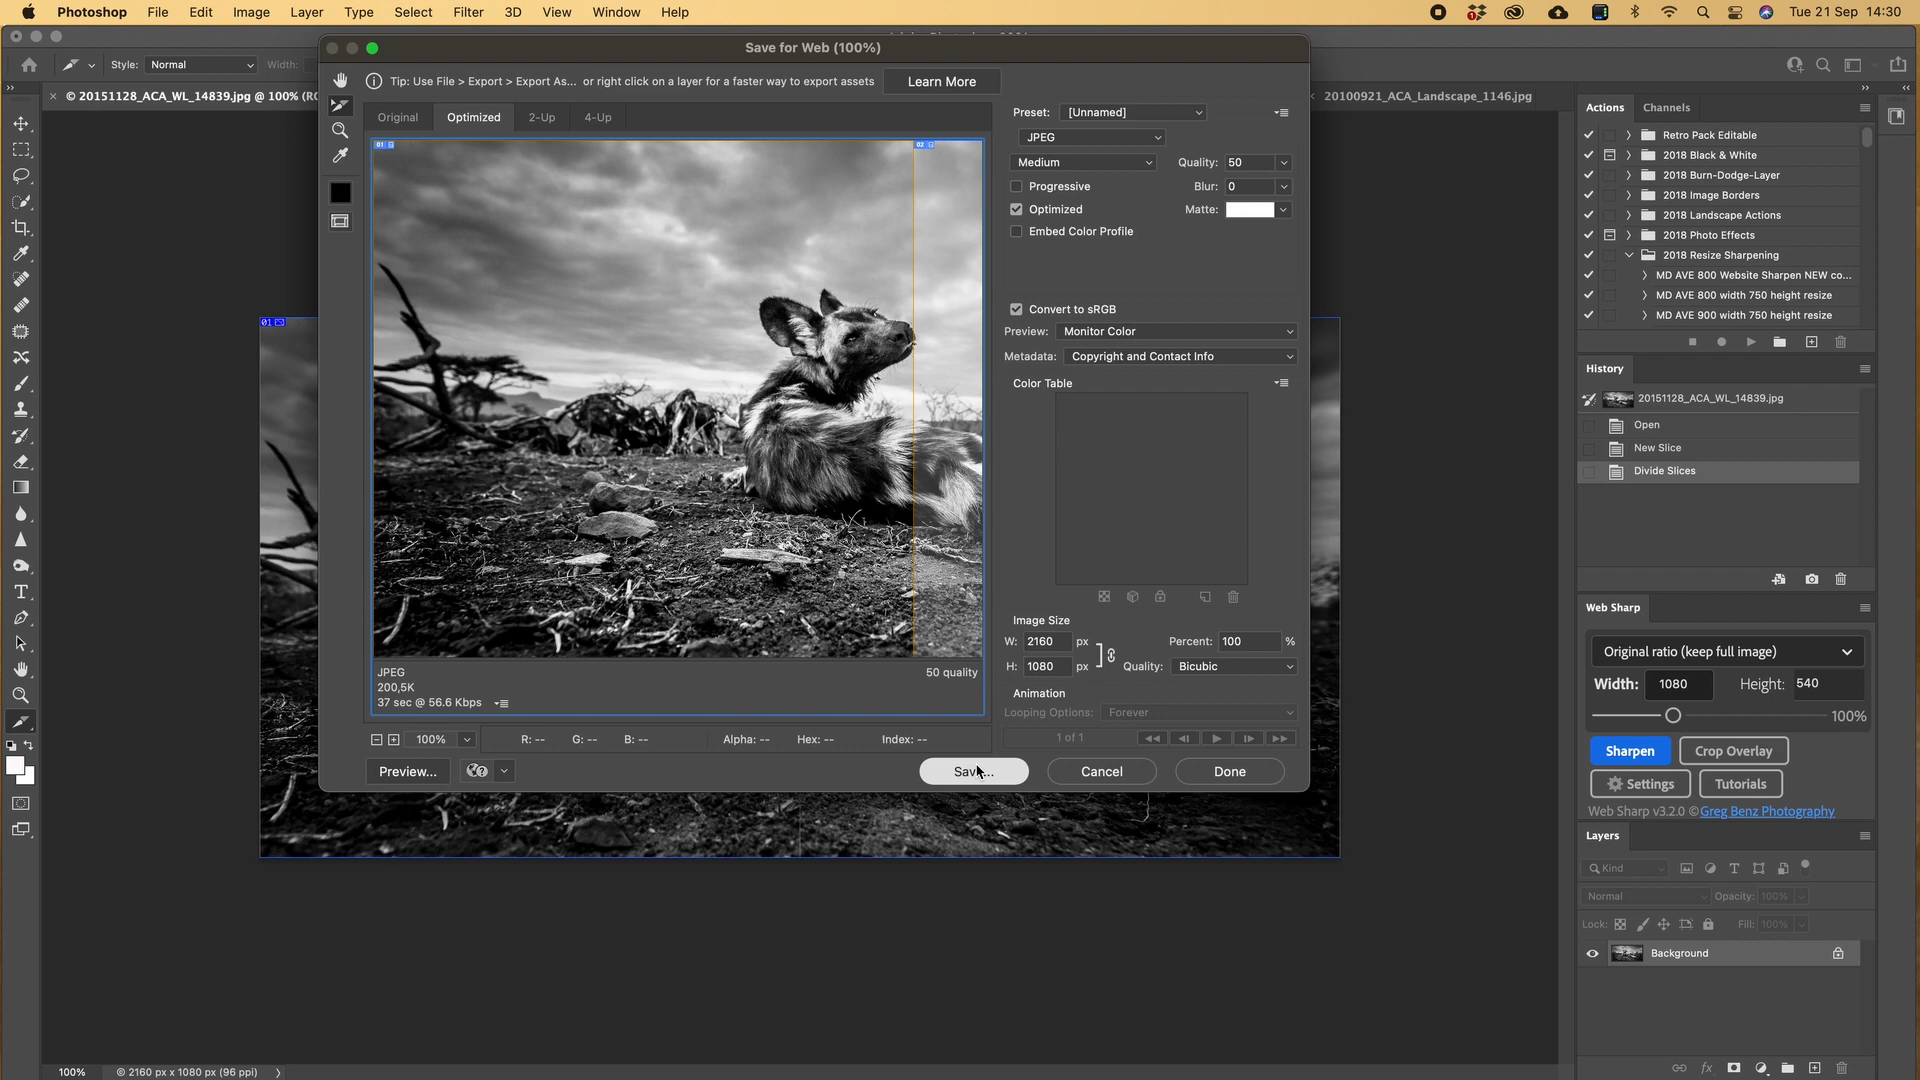 Photoshop File Edit Image Layer Type Select Filter 3D View Window Help
Tue 21 Sep 14:30
Save for Web (100%)
Style: Normal Width:
Tip: Use File > Export > Export As... or right click on a layer for a faster way to export assets
Learn More
× © 20151128_ACA_WL_14839.jpg @ 100% (RG
20100921_ACA_Landscape_1146.jpg
Original Optimized 2-Up 4-Up
01
02
01
Preset: [Unnamed]
JPEG
Medium
Quality: 50
Progressive
Blur: 0
Optimized
Matte:
Embed Color Profile
Convert to sRGB
Preview: Monitor Color
Metadata: Copyright and Contact Info
Color Table
Image Size
W: 2160 px Percent: 100 %
H: 1080 px Quality: Bicubic
Animation
Looping Options: Forever
1 of 1
JPEG 50 quality
200,5K
37 sec @ 56.6 Kbps
100% R: -- G: -- B: -- Alpha: -- Hex: -- Index: --
Preview... Cancel Done
Actions Channels
Retro Pack Editable
2018 Black & White
2018 Burn-Dodge-Layer
2018 Image Borders
2018 Landscape Actions
2018 Photo Effects
2018 Resize Sharpening
MD AVE 800 Website Sharpen NEW co...
MD AVE 800 width 750 height resize
MD AVE 900 width 750 height resize
History
20151128_ACA_WL_14839.jpg
Open
New Slice
Divide Slices
Web Sharp
Original ratio (keep full image)
Width: 1080 Height: 540
100%
Sharpen Crop Overlay
Settings Tutorials
Web Sharp v3.2.0 © Greg Benz Photography
Layers
Kind
Normal Opacity: 100%
Lock: Fill: 100%
Background
fx
100% © 2160 px x 1080 px (96 ppi)